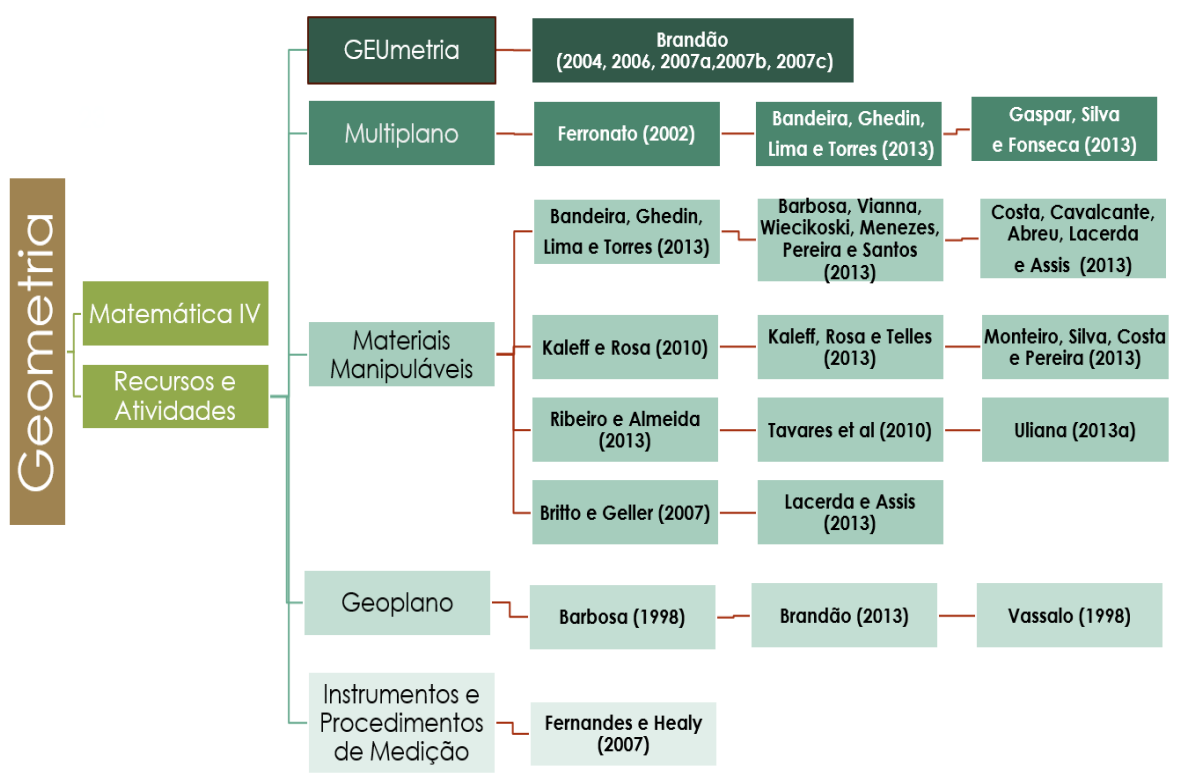 Geometria
Matemática IV
Recursos e
Atividades
GEUmetria
Brandão
(2004, 2006, 2007a,2007b, 2007c)
Multiplano
Ferronato (2002)
Bandeira, Ghedin,
Lima e Torres (2013)
Gaspar, Silva
e Fonseca (2013)
Materiais
Manipuláveis
Bandeira, Ghedin,
Lima e Torres (2013)
Barbosa, Vianna,
Wiecikoski, Menezes,
Pereira e Santos
(2013)
Costa, Cavalcante,
Abreu, Lacerda
e Assis (2013)
Kaleff e Rosa (2010)
Kaleff, Rosa e Telles
(2013)
Monteiro, Silva, Costa
e Pereira (2013)
Ribeiro e Almeida
(2013)
Tavares et al (2010)
Uliana (2013a)
Britto e Geller (2007)
Lacerda e Assis
(2013)
Geoplano
Barbosa (1998)
Brandão (2013)
Vassalo (1998)
Instrumentos e
Procedimentos
de Medição
Fernandes e Healy
(2007)